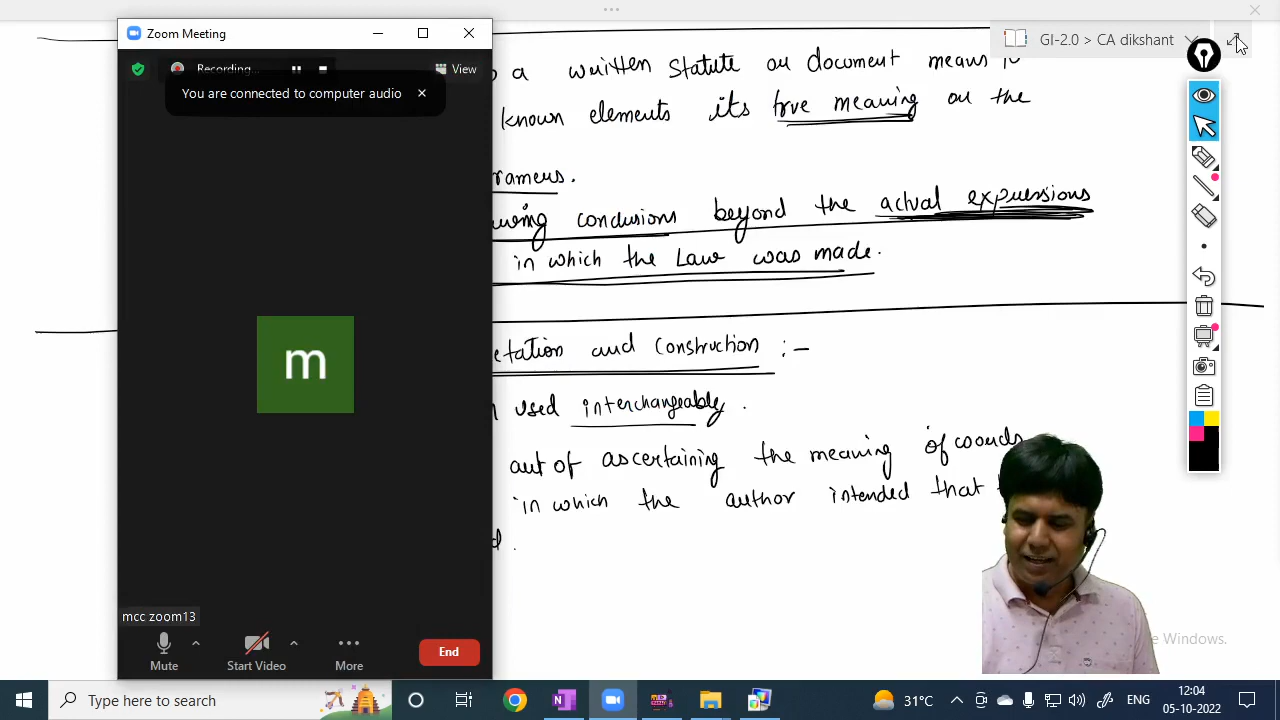 Zoom Meeting
GI-2.0 > CA dikshant
Recording...
View
You are connected to computer audio
a written Statute or document means
known elements its true meaning or the
ramers.
conclusions beyond the actual expressions
in which the Law was made.
etation and Construction :-
used interchangeably.
art of ascertaining the meaning of words
in which the author intended that
m
mcc zoom13
Mute
Start Video
More
End
e Windows.
Type here to search
31°C
ENG
12:04
05-10-2022